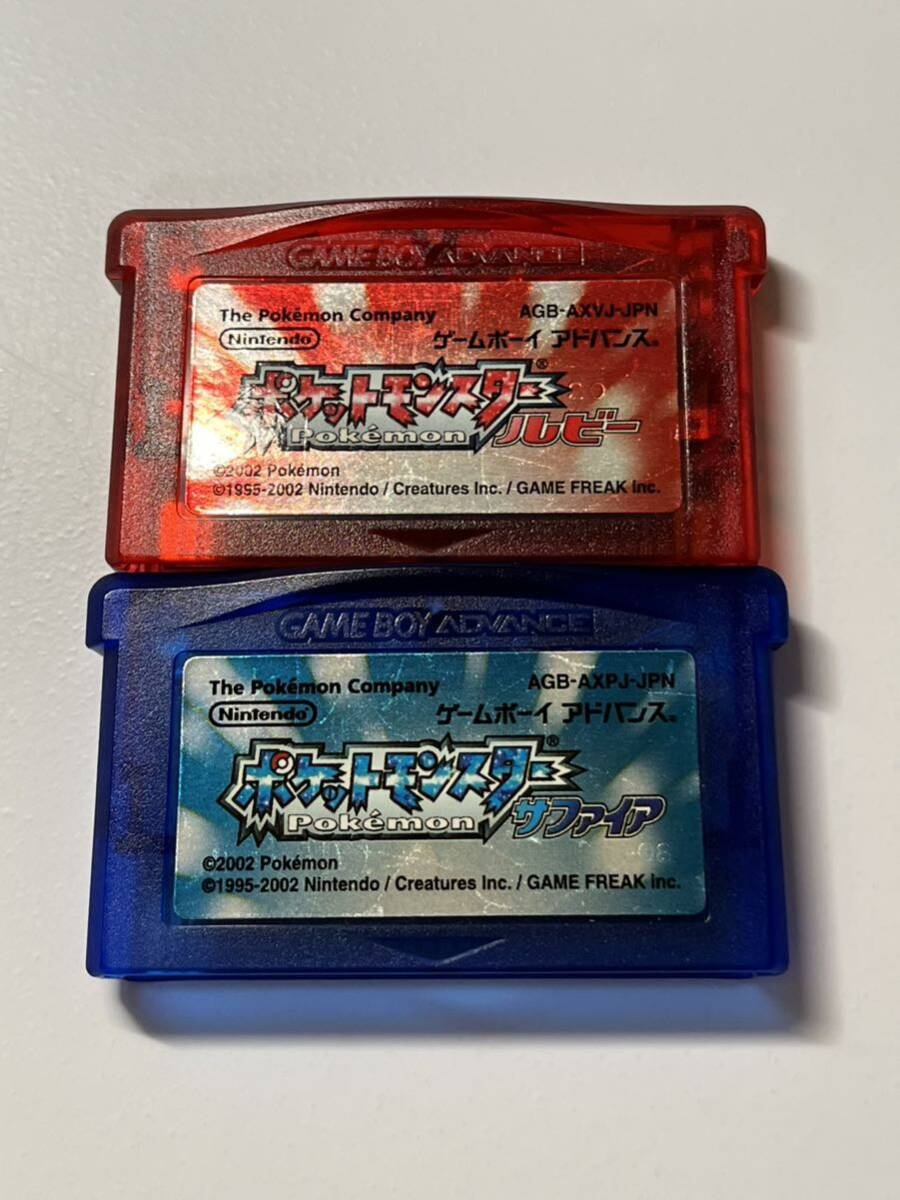 GAME BOY ADVANCE
The Pokémon Company AGB-AXVJ-JPN
Nintendo ゲームボーイ アドバンス®
ポケットモンスター®
Pokémon ルビー
©2002 Pokémon
©1995-2002 Nintendo / Creatures Inc. / GAME FREAK inc.
GAME BOY ADVANCE
The Pokémon Company AGB-AXPJ-JPN
Nintendo ゲームボーイ アドバンス®
ポケットモンスター®
Pokémon サファイア
06
©2002 Pokémon
©1995-2002 Nintendo / Creatures Inc. / GAME FREAK inc.